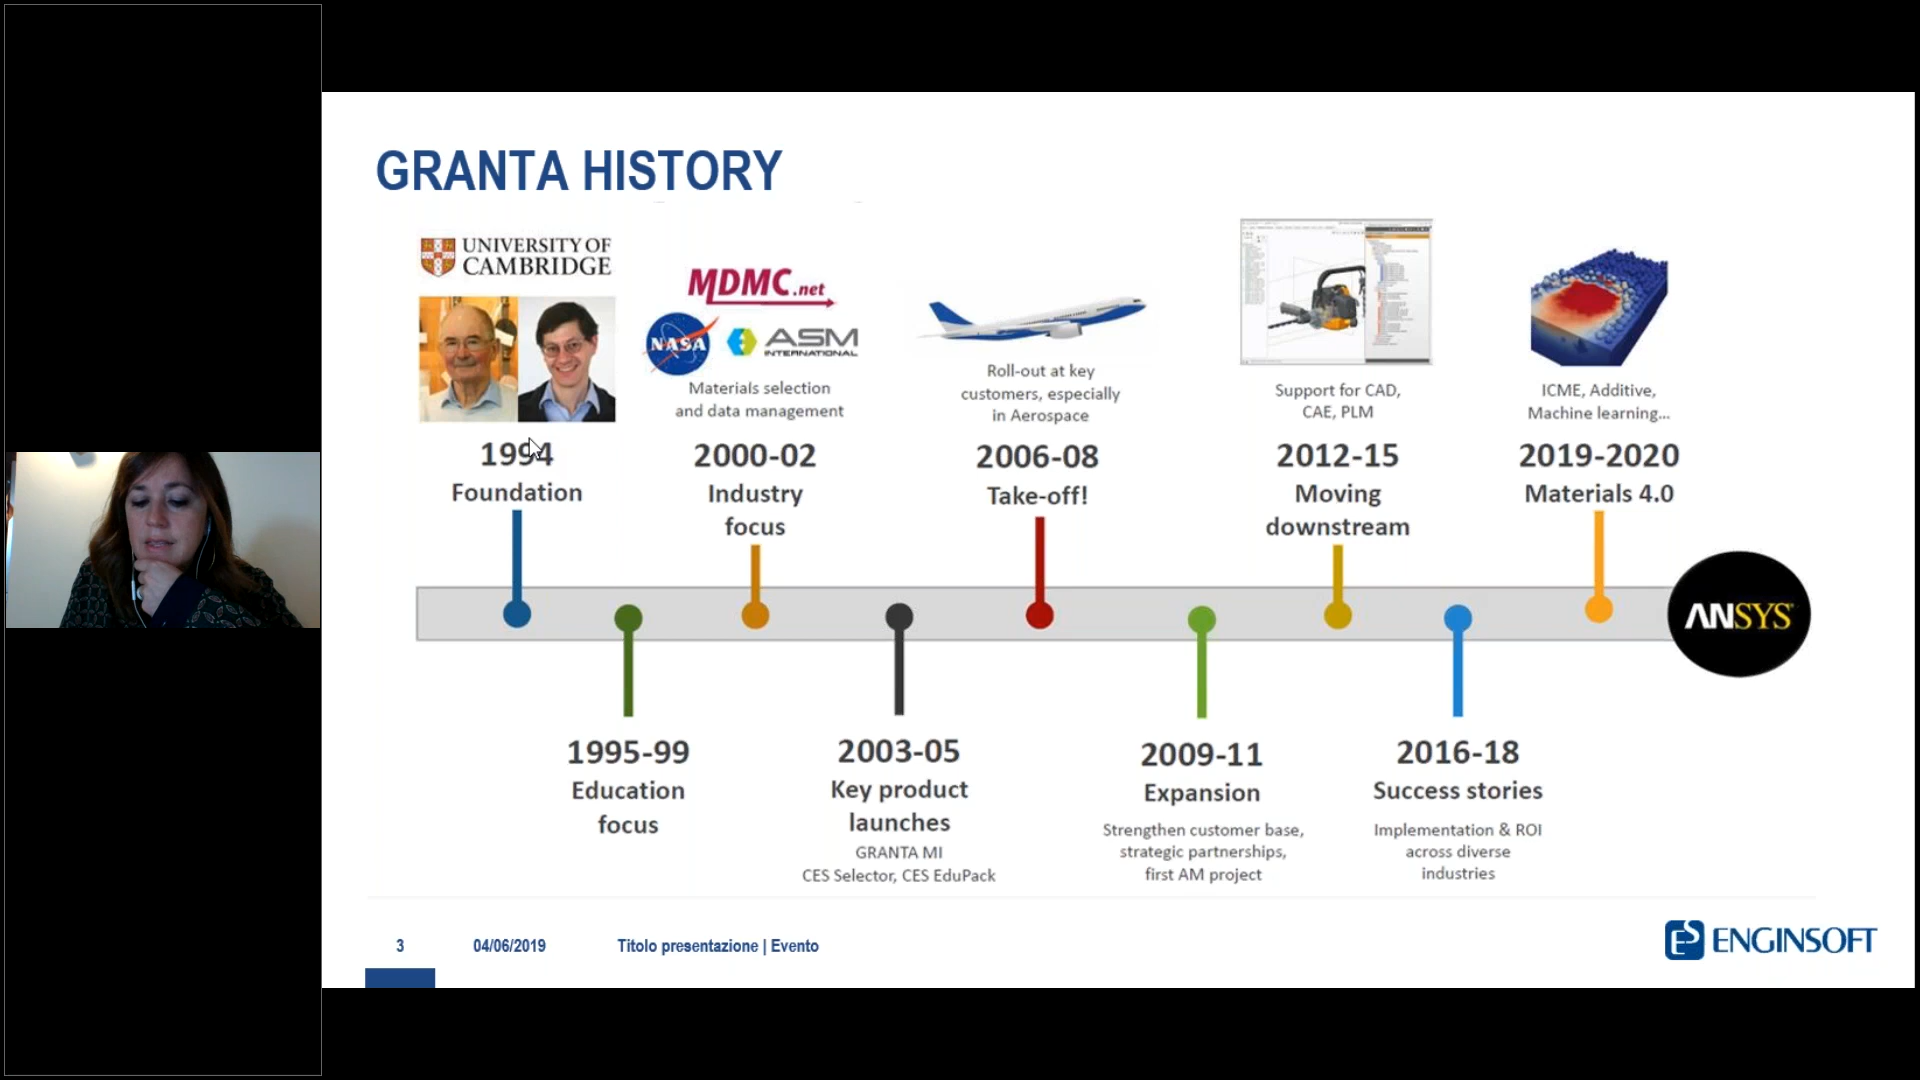 GRANTA HISTORY
UNIVERSITY OF
CAMBRIDGE
MDMC.net
NASA
ASM
INTERNATIONAL
Materials selection
and data management
Roll-out at key
customers, especially
in Aerospace
Support for CAD,
CAE, PLM
ICME, Additive,
Machine learning...
1994
Foundation
2000-02
Industry
focus
2006-08
Take-off!
2012-15
Moving
downstream
2019-2020
Materials 4.0
ANSYS
1995-99
Education
focus
2003-05
Key product
launches
GRANTA MI
CES Selector, CES EduPack
2009-11
Expansion
Strengthen customer base,
strategic partnerships,
first AM project
2016-18
Success stories
Implementation & ROI
across diverse
industries
3
04/06/2019
Titolo presentazione | Evento
ES ENGINSOFT